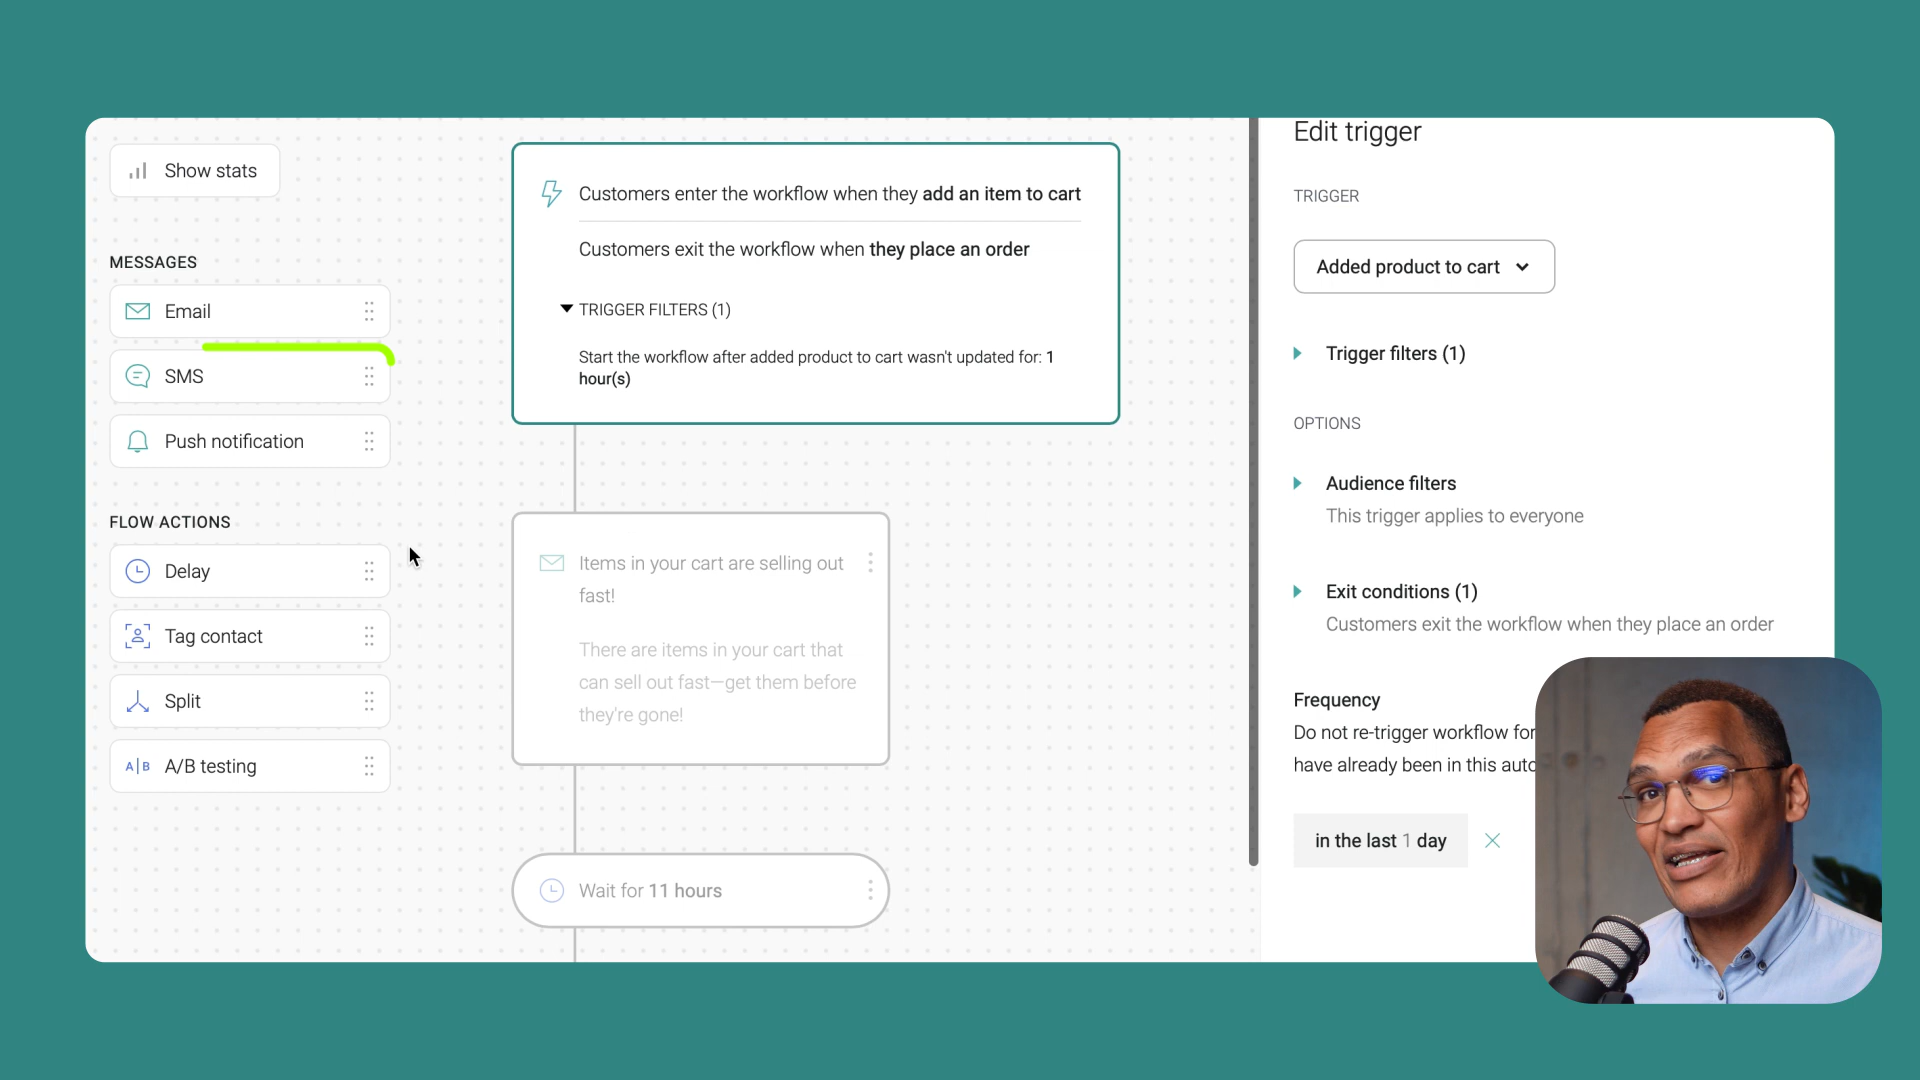 Show stats
MESSAGES
Email
SMS
Push notification
FLOW ACTIONS
Delay
Tag contact
Split
A|B A/B testing
Customers enter the workflow when they add an item to cart
Customers exit the workflow when they place an order
TRIGGER FILTERS (1)
Start the workflow after added product to cart wasn't updated for: 1
hour(s)
Items in your cart are selling out
fast!
There are items in your cart that
can sell out fast—get them before
they're gone!
Wait for 11 hours
Edit trigger
TRIGGER
Added product to cart
Trigger filters (1)
OPTIONS
Audience filters
This trigger applies to everyone
Exit conditions (1)
Customers exit the workflow when they place an order
Frequency
Do not re-trigger workflow for
have already been in this auto
in the last 1 day